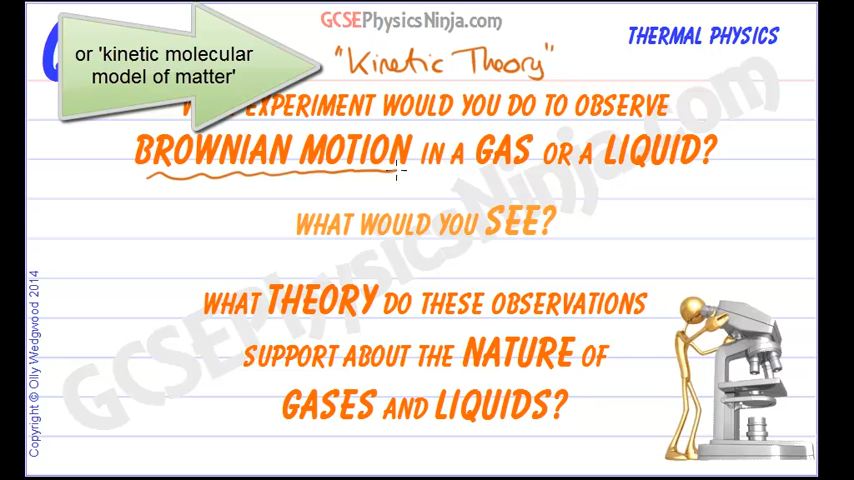 GCSEPhysicsNinja.com
THERMAL PHYSICS
or 'kinetic molecular
model of matter'
"Kinetic Theory"
EXPERIMENT WOULD YOU DO TO OBSERVE
BROWNIAN MOTION IN A GAS OR A LIQUID?
WHAT WOULD YOU SEE?
WHAT THEORY DO THESE OBSERVATIONS
SUPPORT ABOUT THE NATURE OF
GASES AND LIQUIDS?
Copyright © Olly Wedgwood 2014
GCSEPhysicsNinja.com